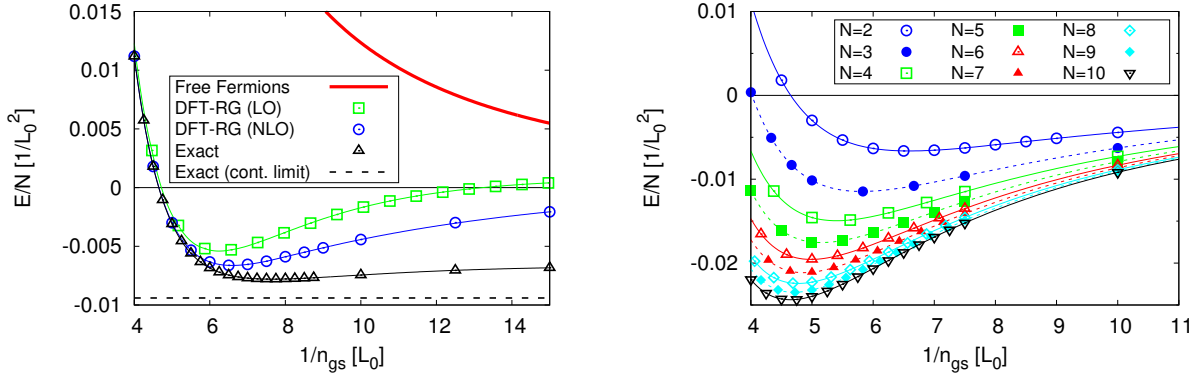 0.015
0.01
0.005
0
-0.005
-0.01
E/N [1/L₀²]
Free Fermions
DFT-RG (LO)
DFT-RG (NLO)
Exact
Exact (cont. limit)
4 6 8 10 12 14
1/n_gs [L₀]
0.01
0
-0.01
-0.02
E/N [1/L₀²]
N=2 N=5 N=8
N=3 N=6 N=9
N=4 N=7 N=10
4 5 6 7 8 9 10 11
1/n_gs [L₀]